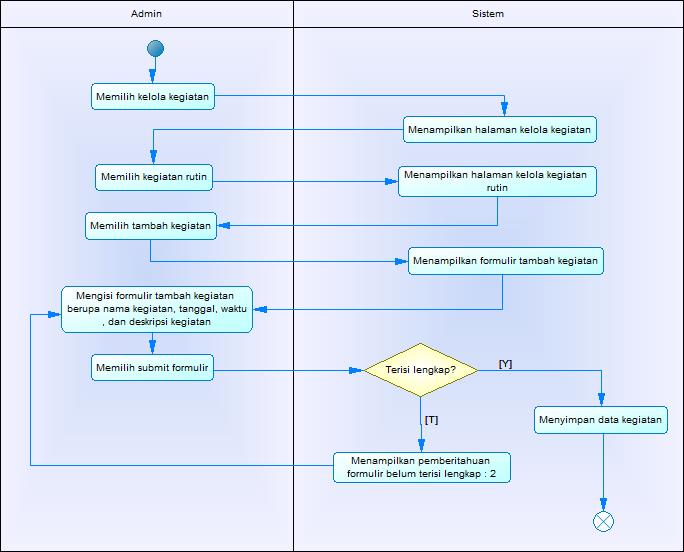 Admin
Sistem
Memilih kelola kegiatan
Menampilkan halaman kelola kegiatan
Memilih kegiatan rutin
Menampilkan halaman kelola kegiatan
rutin
Memilih tambah kegiatan
Menampilkan formulir tambah kegiatan
Mengisi formulir tambah kegiatan
berupa nama kegiatan, tanggal, waktu
, dan deskripsi kegiatan
Memilih submit formulir
Terisi lengkap?
[Y]
[T]
Menyimpan data kegiatan
Menampilkan pemberitahuan
formulir belum terisi lengkap : 2